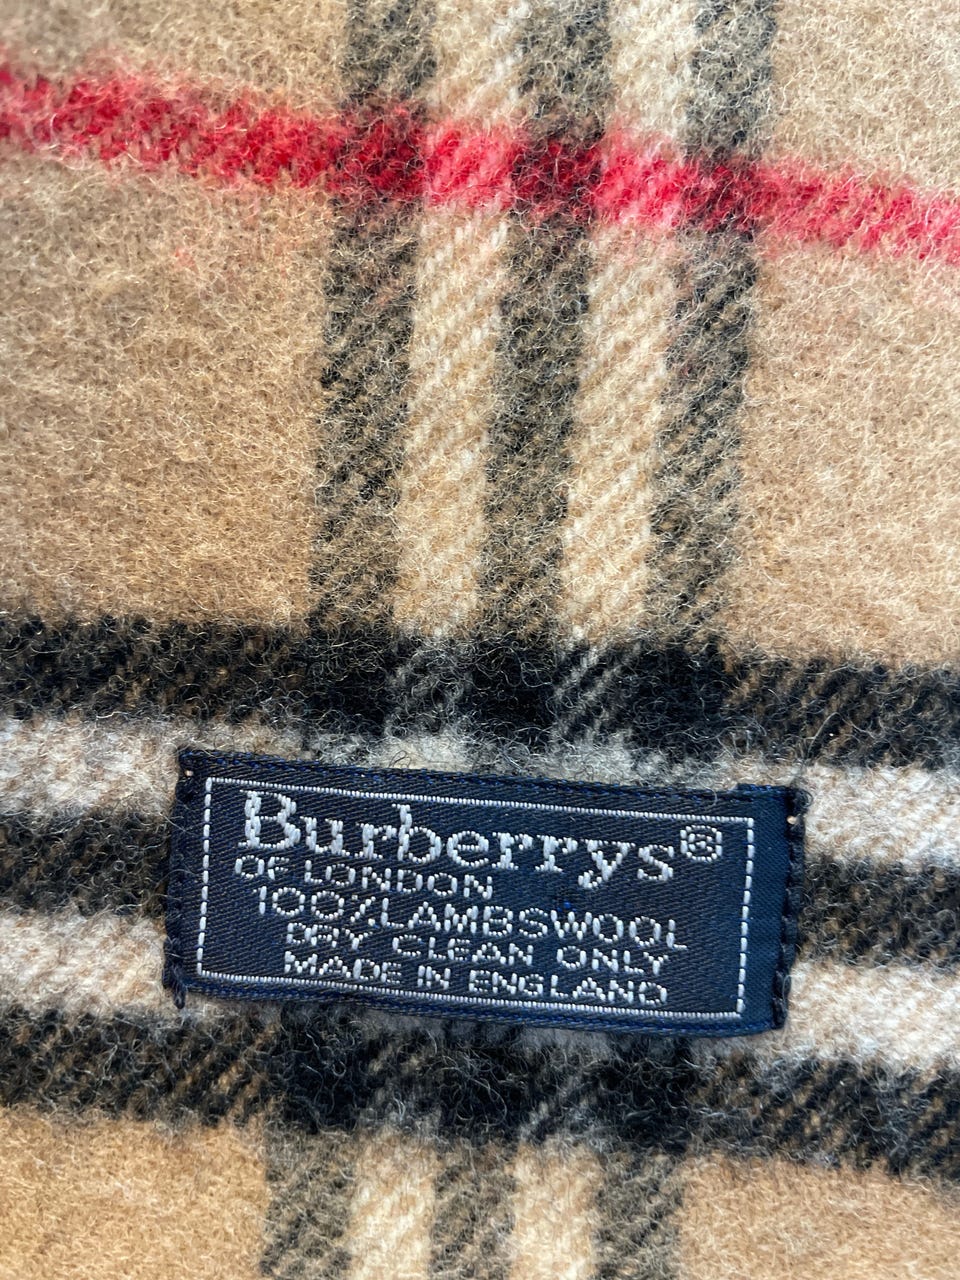 Burberrys®
OF LONDON
100%LAMBSWOOL
DRY CLEAN ONLY
MADE IN ENGLAND